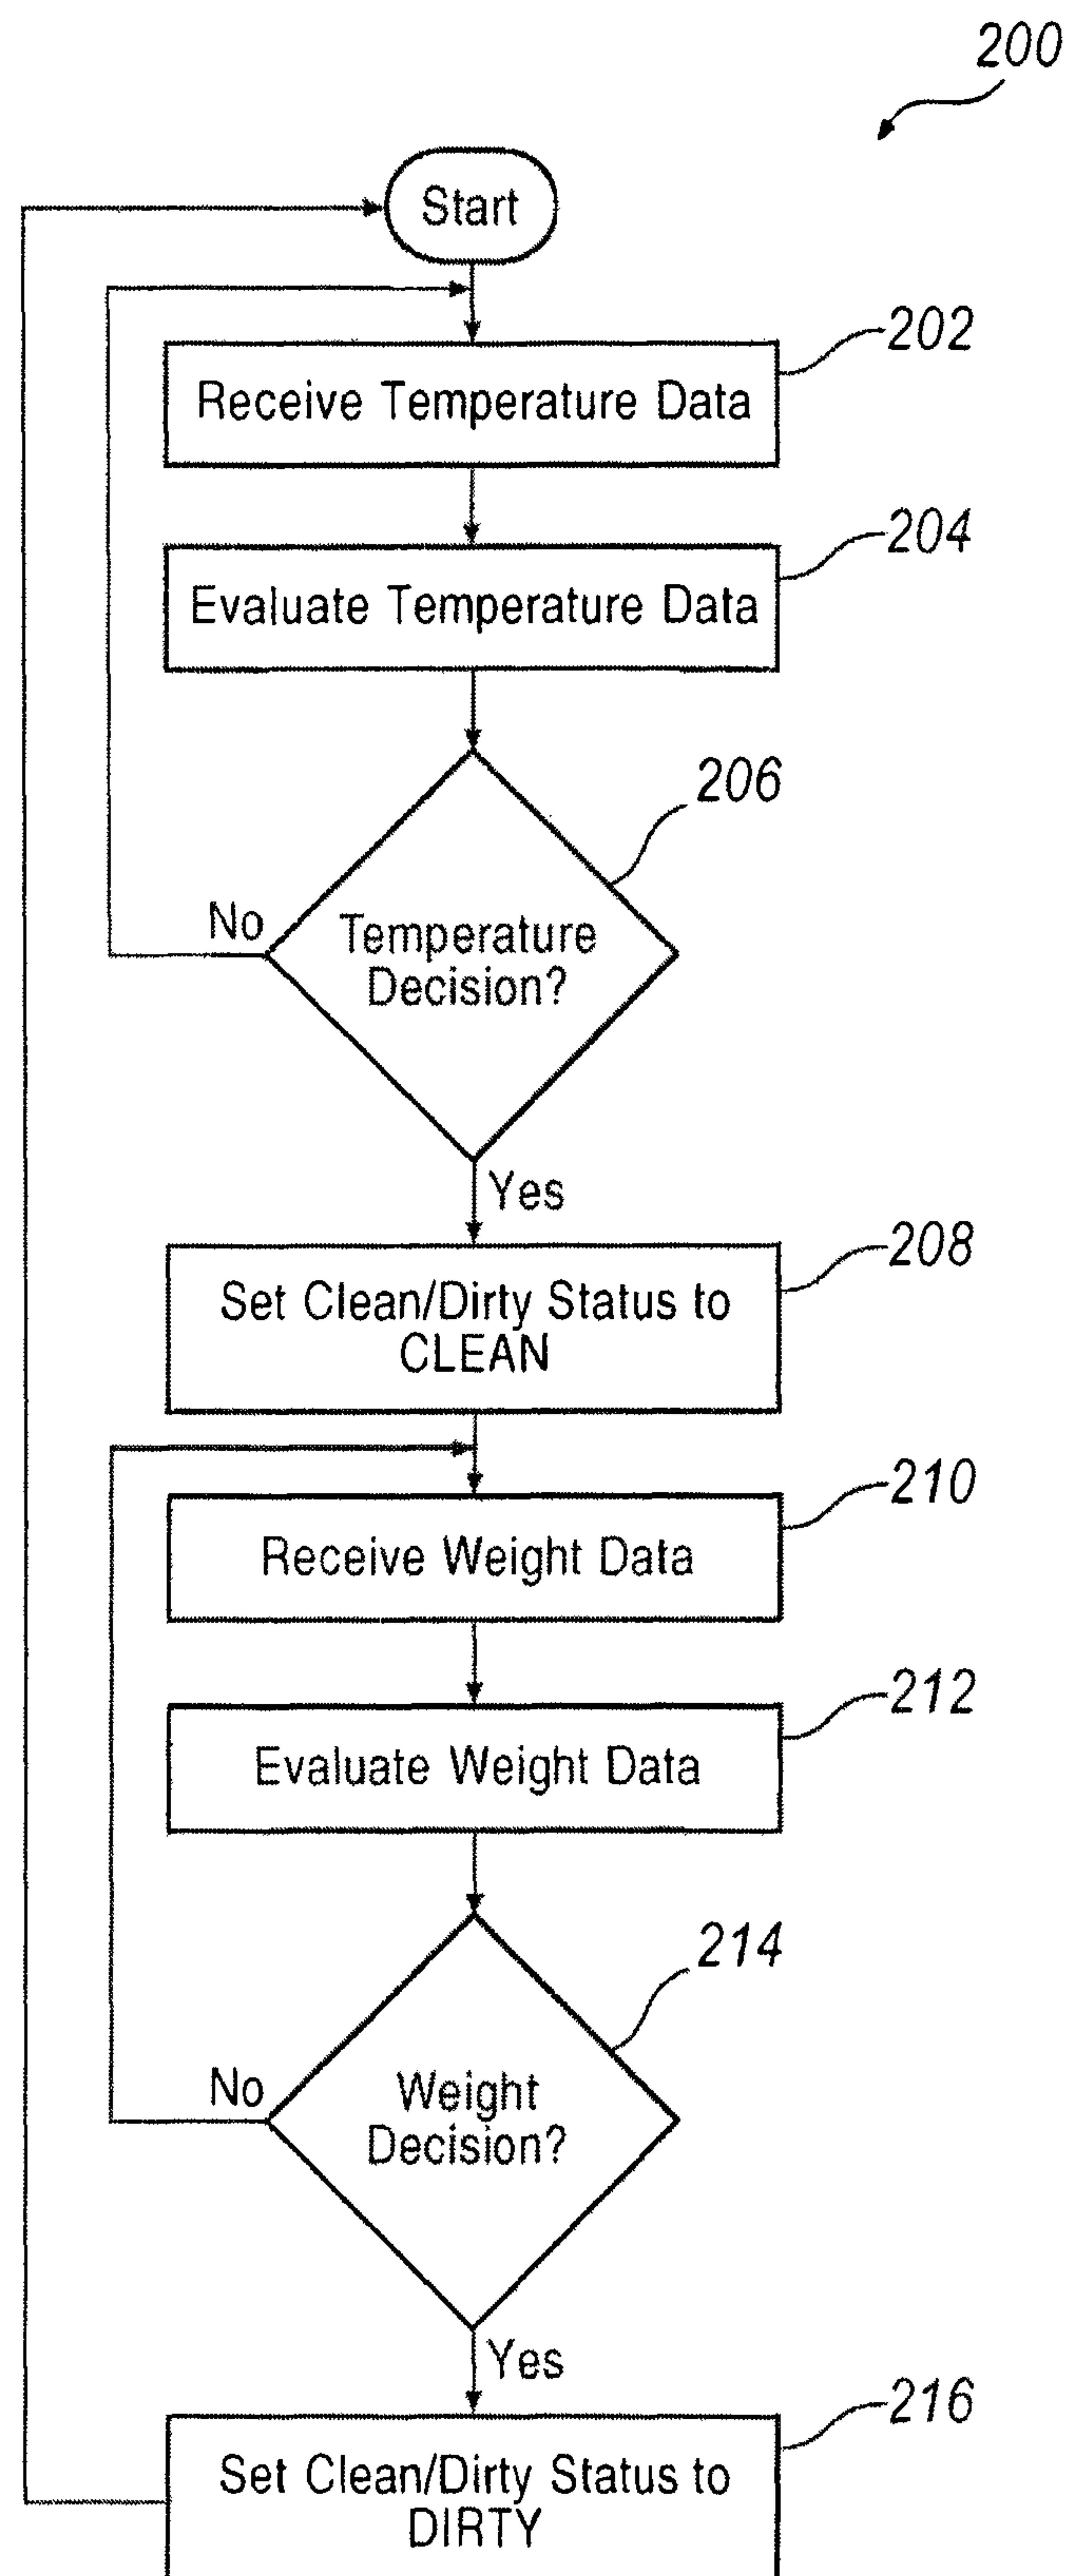 200
Start
202
Receive Temperature Data
204
Evaluate Temperature Data
206
Temperature
Decision?
No
Yes
208
Set Clean/Dirty Status to
CLEAN
210
Receive Weight Data
212
Evaluate Weight Data
214
Weight
Decision?
No
Yes
216
Set Clean/Dirty Status to
DIRTY